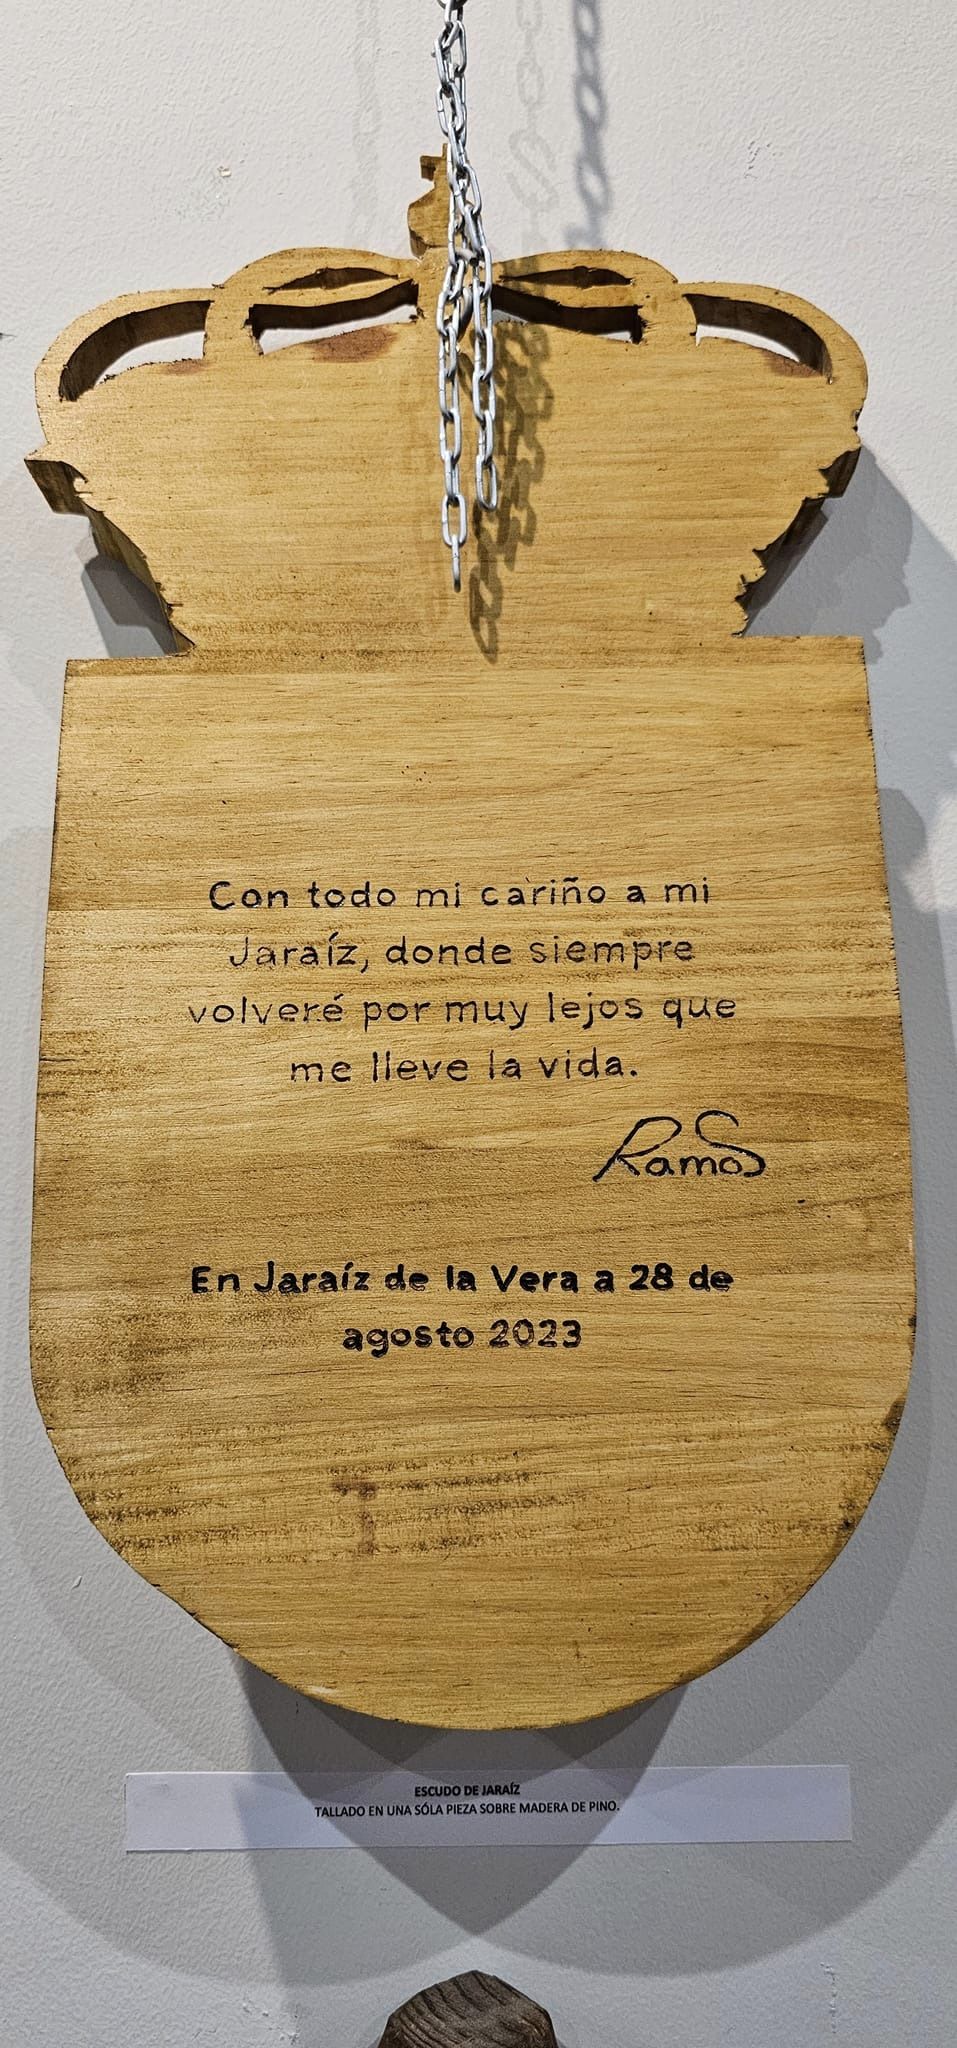 Con todo mi cariño a mi
Jaraíz, donde siempre
volveré por muy lejos que
me lleve la vida.
Ramos
En Jaraíz de la Vera a 28 de
agosto 2023
ESCUDO DE JARAÍZ
TALLADO EN UNA SÓLA PIEZA SOBRE MADERA DE PINO.